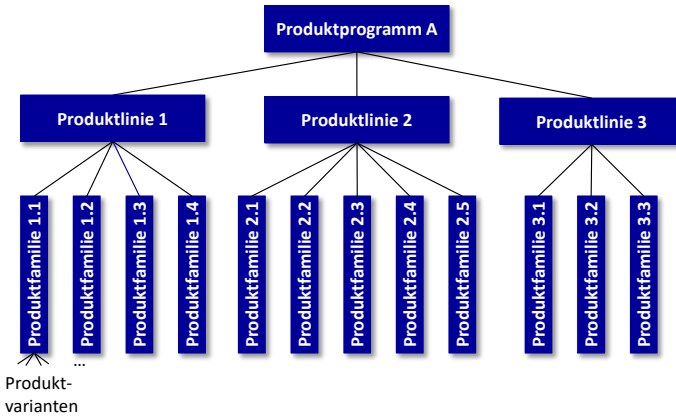 Produktprogramm A
Produktlinie 1
Produktlinie 2
Produktlinie 3
Produktfamilie 1.1
Produktfamilie 1.2
Produktfamilie 1.3
Produktfamilie 1.4
Produktfamilie 2.1
Produktfamilie 2.2
Produktfamilie 2.3
Produktfamilie 2.4
Produktfamilie 2.5
Produktfamilie 3.1
Produktfamilie 3.2
Produktfamilie 3.3
...
Produkt-
varianten